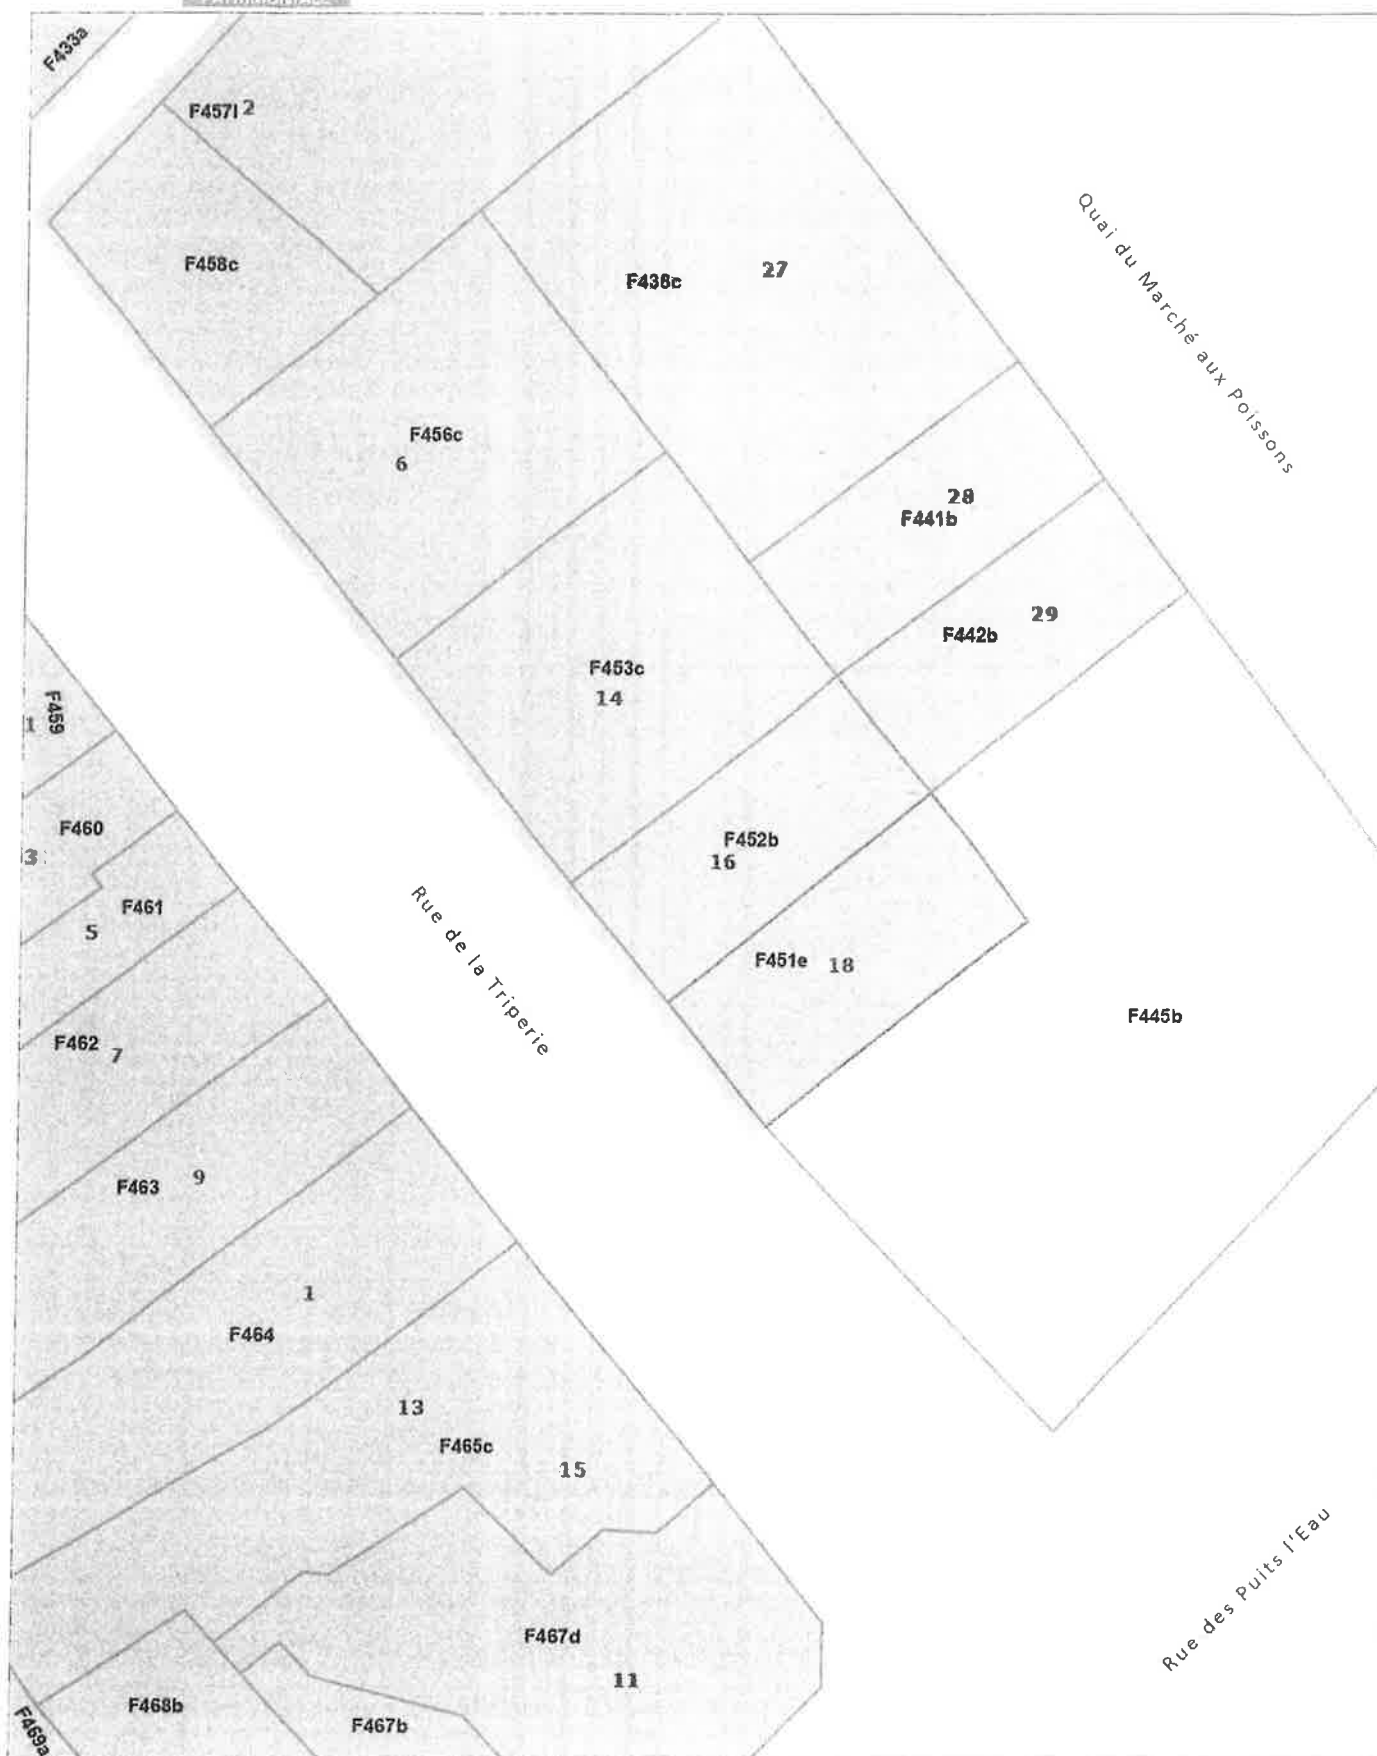 F433a
F457l 2
F458c
F438c 27
Quai du Marché aux Poissons
F456c
6
28
F441b
29
F442b
F453c
14
F459
1
F460
3
F452b
16
F461
5
Rue de la Triperie
F451e 18
F445b
F462 7
F463 9
1
F464
13
F465c
15
Rue des Puits l'Eau
F467d
11
F468b
F467b
F469a